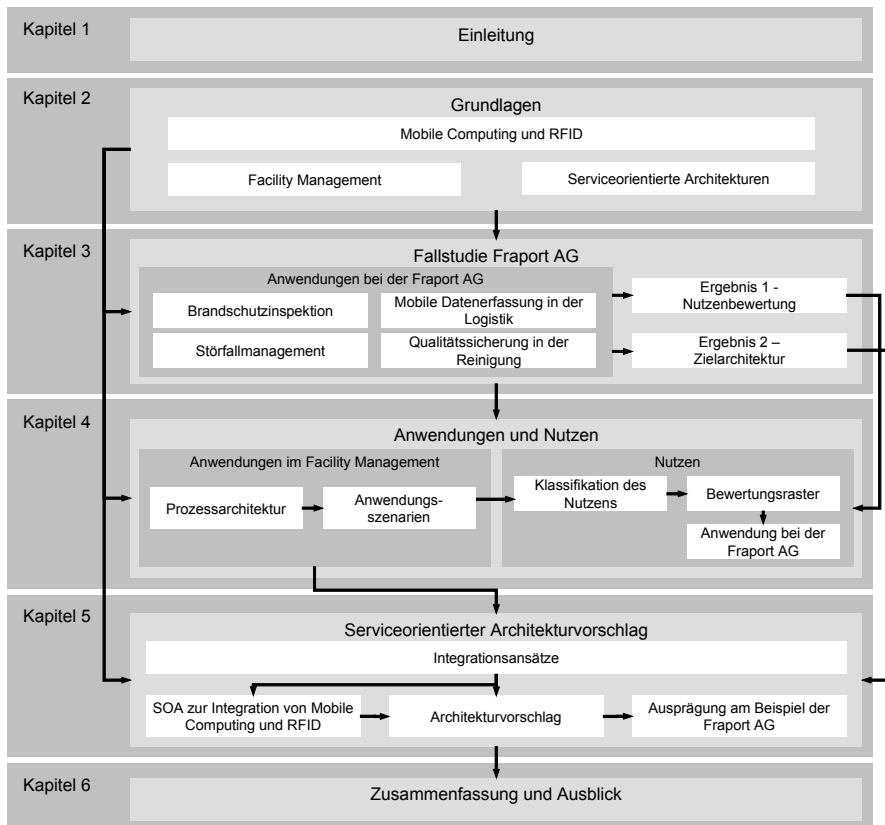 Kapitel 1
Einleitung
Kapitel 2
Grundlagen
Mobile Computing und RFID
Facility Management
Serviceorientierte Architekturen
Kapitel 3
Fallstudie Fraport AG
Anwendungen bei der Fraport AG
Brandschutzinspektion
Mobile Datenerfassung in der
Logistik
Störfallmanagement
Qualitätssicherung in der
Reinigung
Ergebnis 1 -
Nutzenbewertung
Ergebnis 2 –
Zielarchitektur
Kapitel 4
Anwendungen und Nutzen
Anwendungen im Facility Management
Prozessarchitektur
Anwendungs-
szenarien
Nutzen
Klassifikation des
Nutzens
Bewertungsraster
Anwendung bei der
Fraport AG
Kapitel 5
Serviceorientierter Architekturvorschlag
Integrationsansätze
SOA zur Integration von Mobile
Computing und RFID
Architekturvorschlag
Ausprägung am Beispiel der
Fraport AG
Kapitel 6
Zusammenfassung und Ausblick